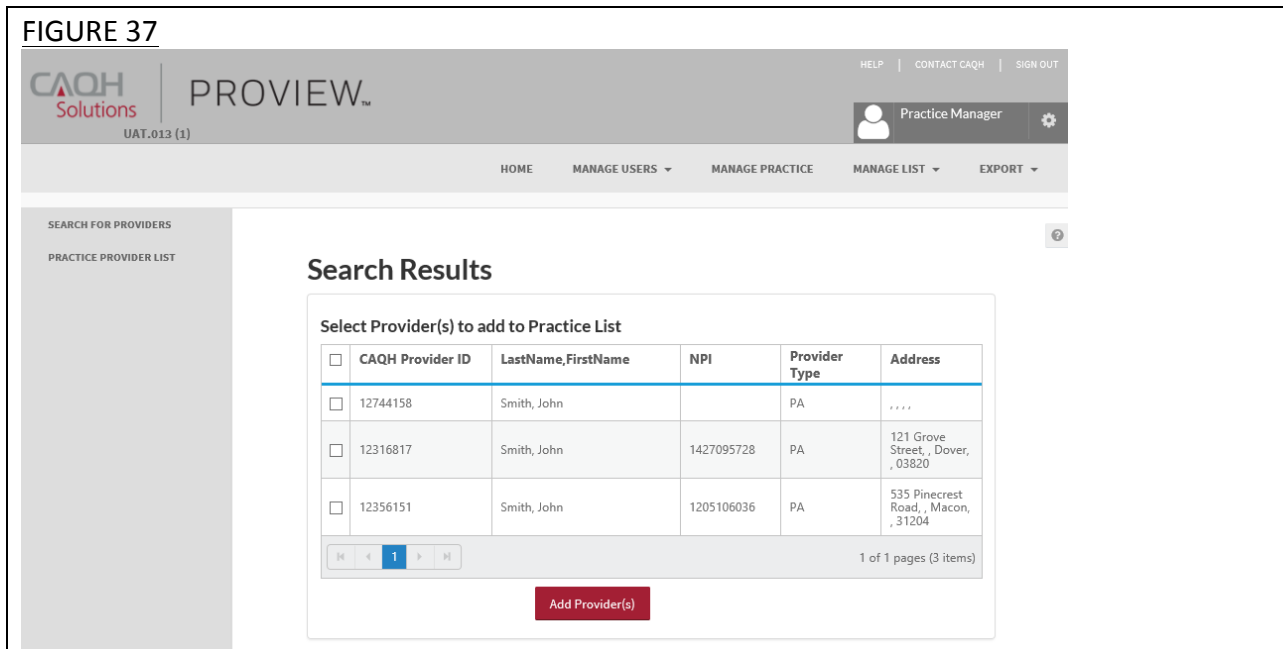 FIGURE 37
HELP | CONTACT CAQH | SIGN OUT
CAQH
Solutions
PROVIEW™
UAT.013 (1)
Practice Manager
HOME MANAGE USERS MANAGE PRACTICE MANAGE LIST EXPORT
SEARCH FOR PROVIDERS
PRACTICE PROVIDER LIST
?
Search Results
Select Provider(s) to add to Practice List
CAQH Provider ID LastName,FirstName NPI Provider Type Address
12744158 Smith, John PA , , , ,
12316817 Smith, John 1427095728 PA 121 Grove Street, , Dover, , 03820
12356151 Smith, John 1205106036 PA 535 Pinecrest Road, , Macon, , 31204
1 1 of 1 pages (3 items)
Add Provider(s)